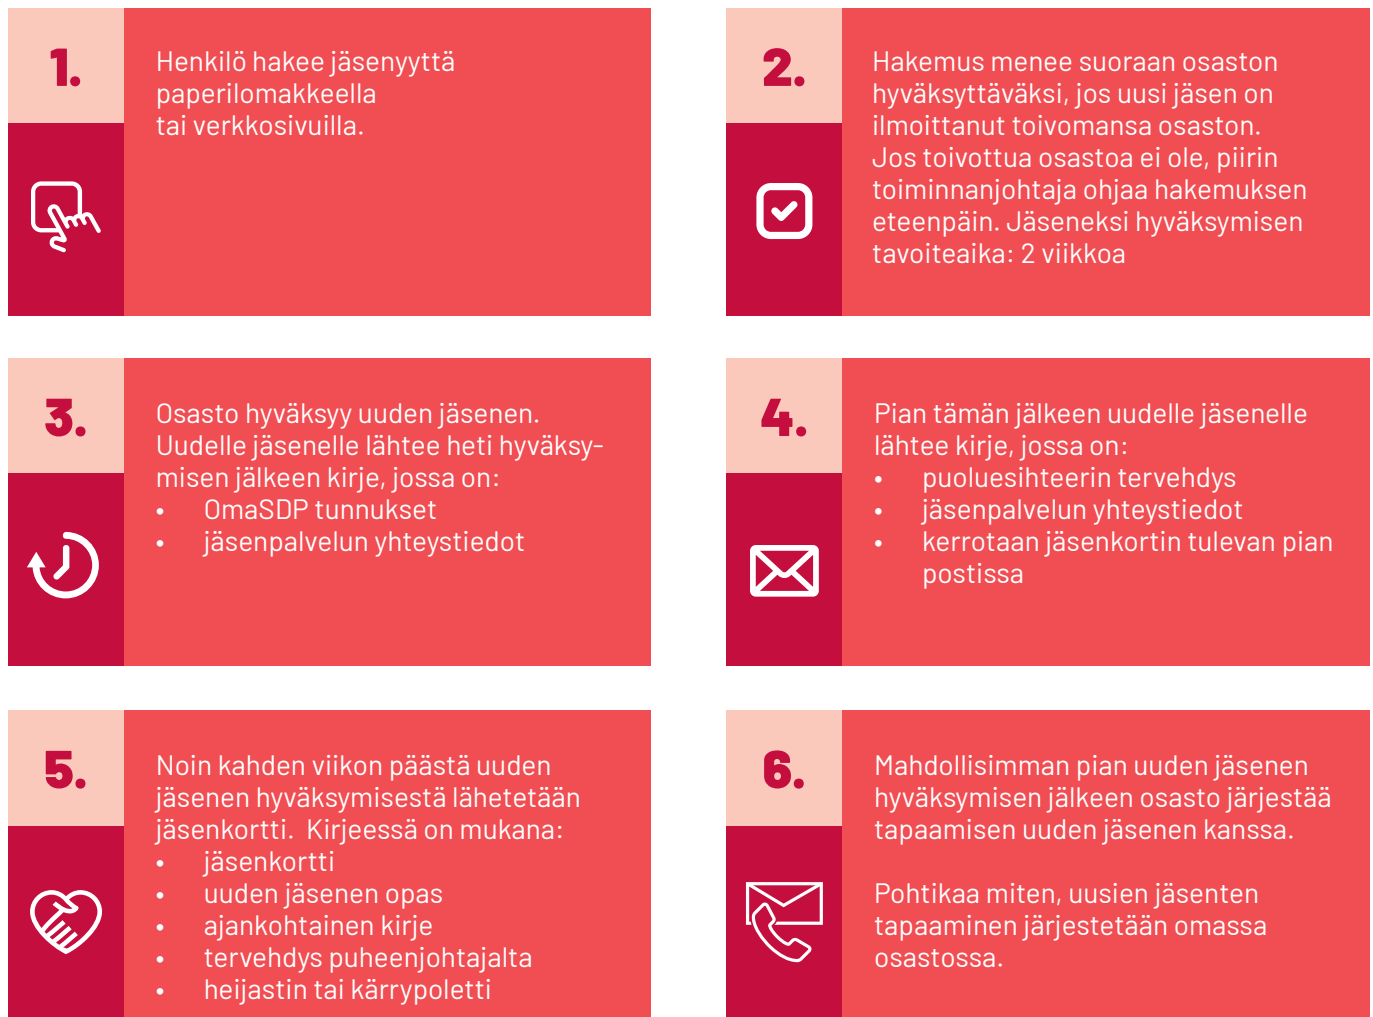 1.
Henkilö hakee jäsenyyttä
paperilomakkeella
tai verkkosivuilla.
2.
Hakemus menee suoraan osaston
hyväksyttäväksi, jos uusi jäsen on
ilmoittanut toivomansa osaston.
Jos toivottua osastoa ei ole, piirin
toiminnanjohtaja ohjaa hakemuksen
eteenpäin. Jäseneksi hyväksymisen
tavoiteaika: 2 viikkoa
3.
Osasto hyväksyy uuden jäsenen.
Uudelle jäsenelle lähtee heti hyväksy-
misen jälkeen kirje, jossa on:
• OmaSDP tunnukset
• jäsenpalvelun yhteystiedot
4.
Pian tämän jälkeen uudelle jäsenelle
lähtee kirje, jossa on:
• puoluesihteerin tervehdys
• jäsenpalvelun yhteystiedot
• kerrotaan jäsenkortin tulevan pian
postissa
5.
Noin kahden viikon päästä uuden
jäsenen hyväksymisestä lähetetään
jäsenkortti.  Kirjeessä on mukana:
• jäsenkortti
• uuden jäsenen opas
• ajankohtainen kirje
• tervehdys puheenjohtajalta
• heijastin tai kärrypoletti
6.
Mahdollisimman pian uuden jäsenen
hyväksymisen jälkeen osasto järjestää
tapaamisen uuden jäsenen kanssa.
Pohtikaa miten, uusien jäsenten
tapaaminen järjestetään omassa
osastossa.